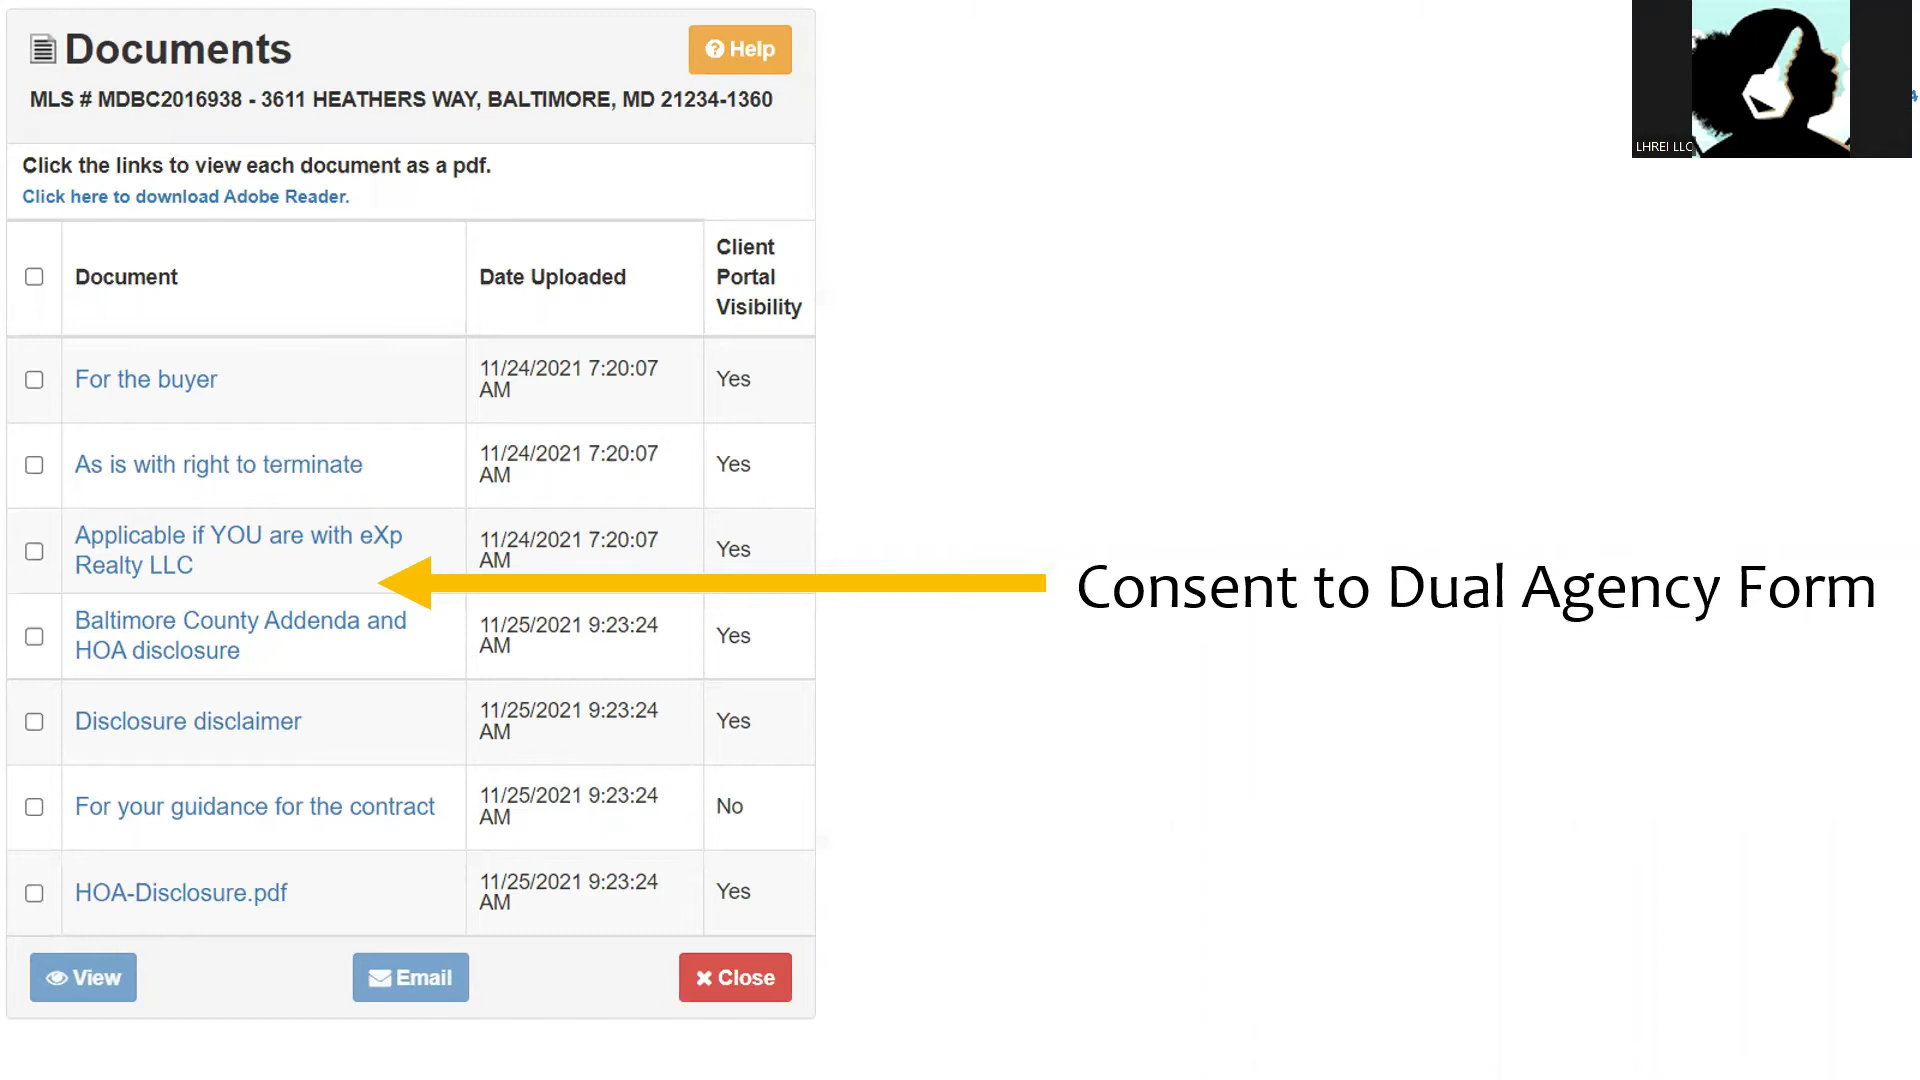 Documents
Help
MLS # MDBC2016938 - 3611 HEATHERS WAY, BALTIMORE, MD 21234-1360
Click the links to view each document as a pdf.
Click here to download Adobe Reader.
Document
Date Uploaded
Client
Portal
Visibility
For the buyer
11/24/2021 7:20:07
AM
Yes
As is with right to terminate
11/24/2021 7:20:07
AM
Yes
Applicable if YOU are with eXp
Realty LLC
11/24/2021 7:20:07
AM
Yes
Consent to Dual Agency Form
Baltimore County Addenda and
HOA disclosure
11/25/2021 9:23:24
AM
Yes
Disclosure disclaimer
11/25/2021 9:23:24
AM
Yes
For your guidance for the contract
11/25/2021 9:23:24
AM
No
HOA-Disclosure.pdf
11/25/2021 9:23:24
AM
Yes
View
Email
Close
LHREI LLC